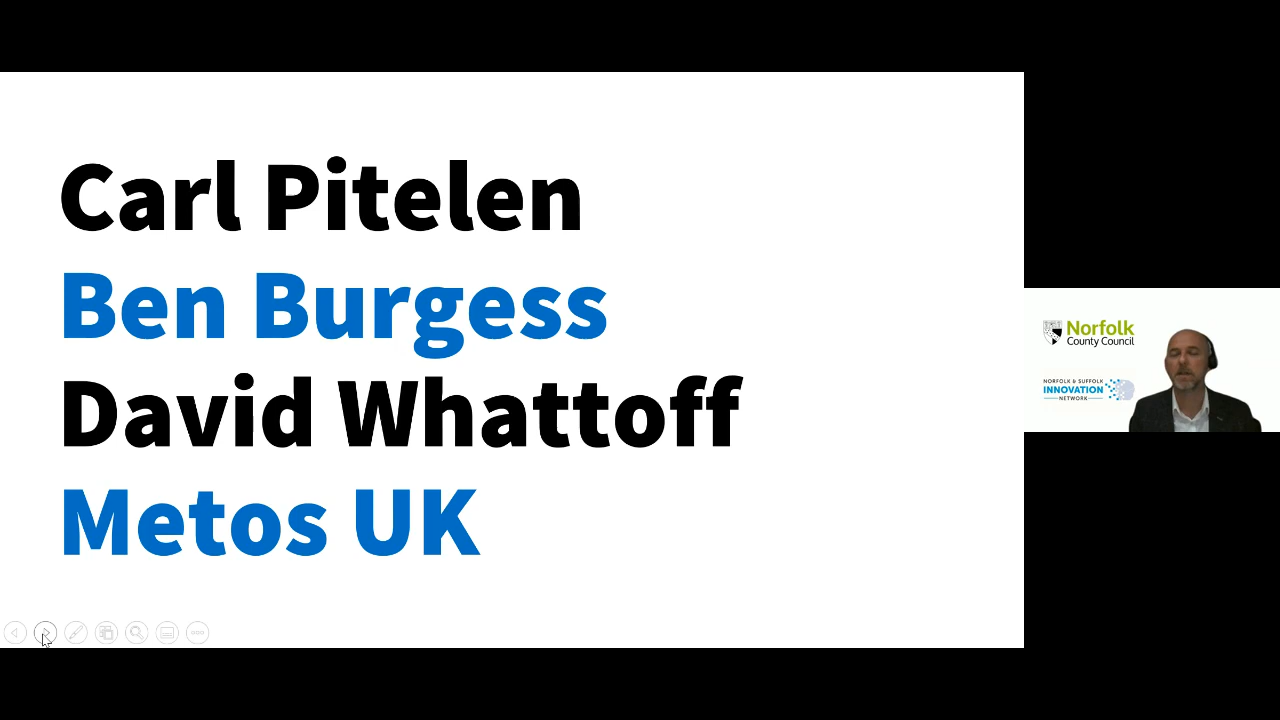 Carl Pitelen
Ben Burgess
David Whattoff
Metos UK
Norfolk
County Council
NORFOLK & SUFFOLK
INNOVATION
NETWORK